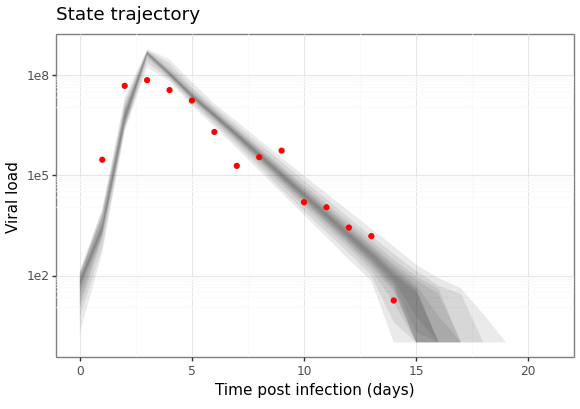 State trajectory
1e8
1e5
1e2
Viral load
0 5 10 15 20
Time post infection (days)